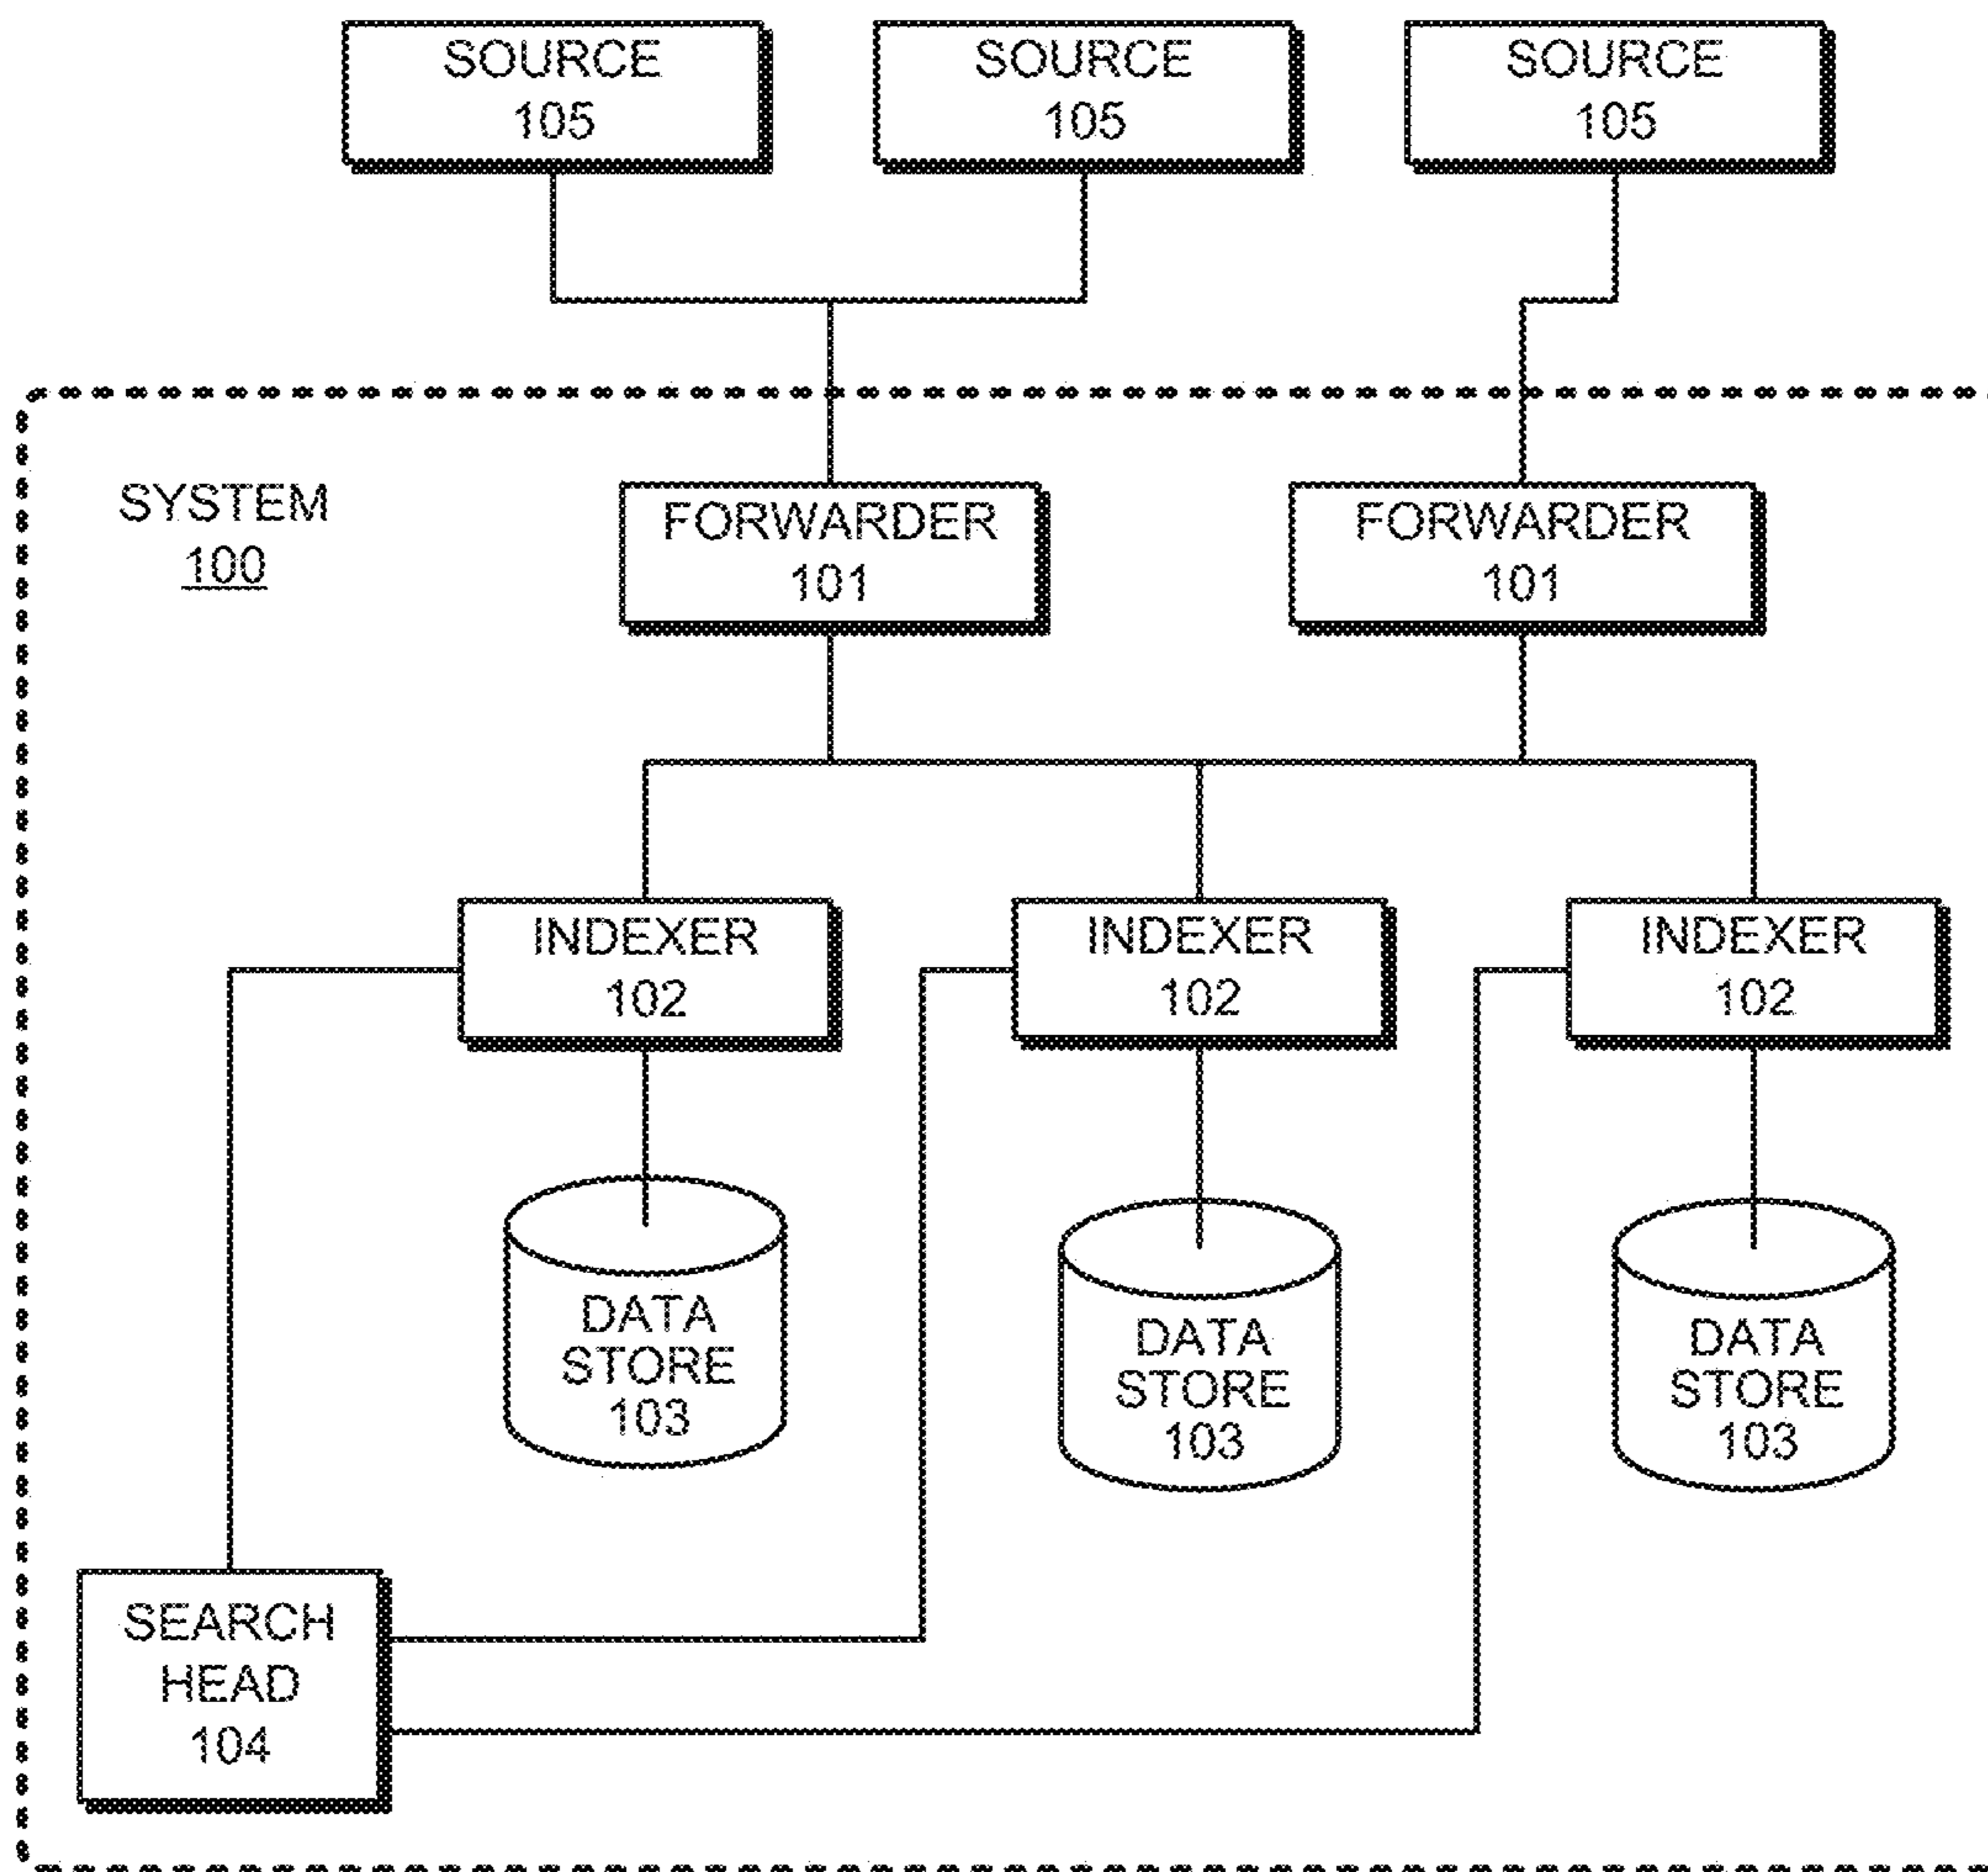 SOURCE
105
SOURCE
105
SOURCE
105
SYSTEM
100
FORWARDER
101
FORWARDER
101
INDEXER
102
INDEXER
102
INDEXER
102
DATA
STORE
103
DATA
STORE
103
DATA
STORE
103
SEARCH
HEAD
104